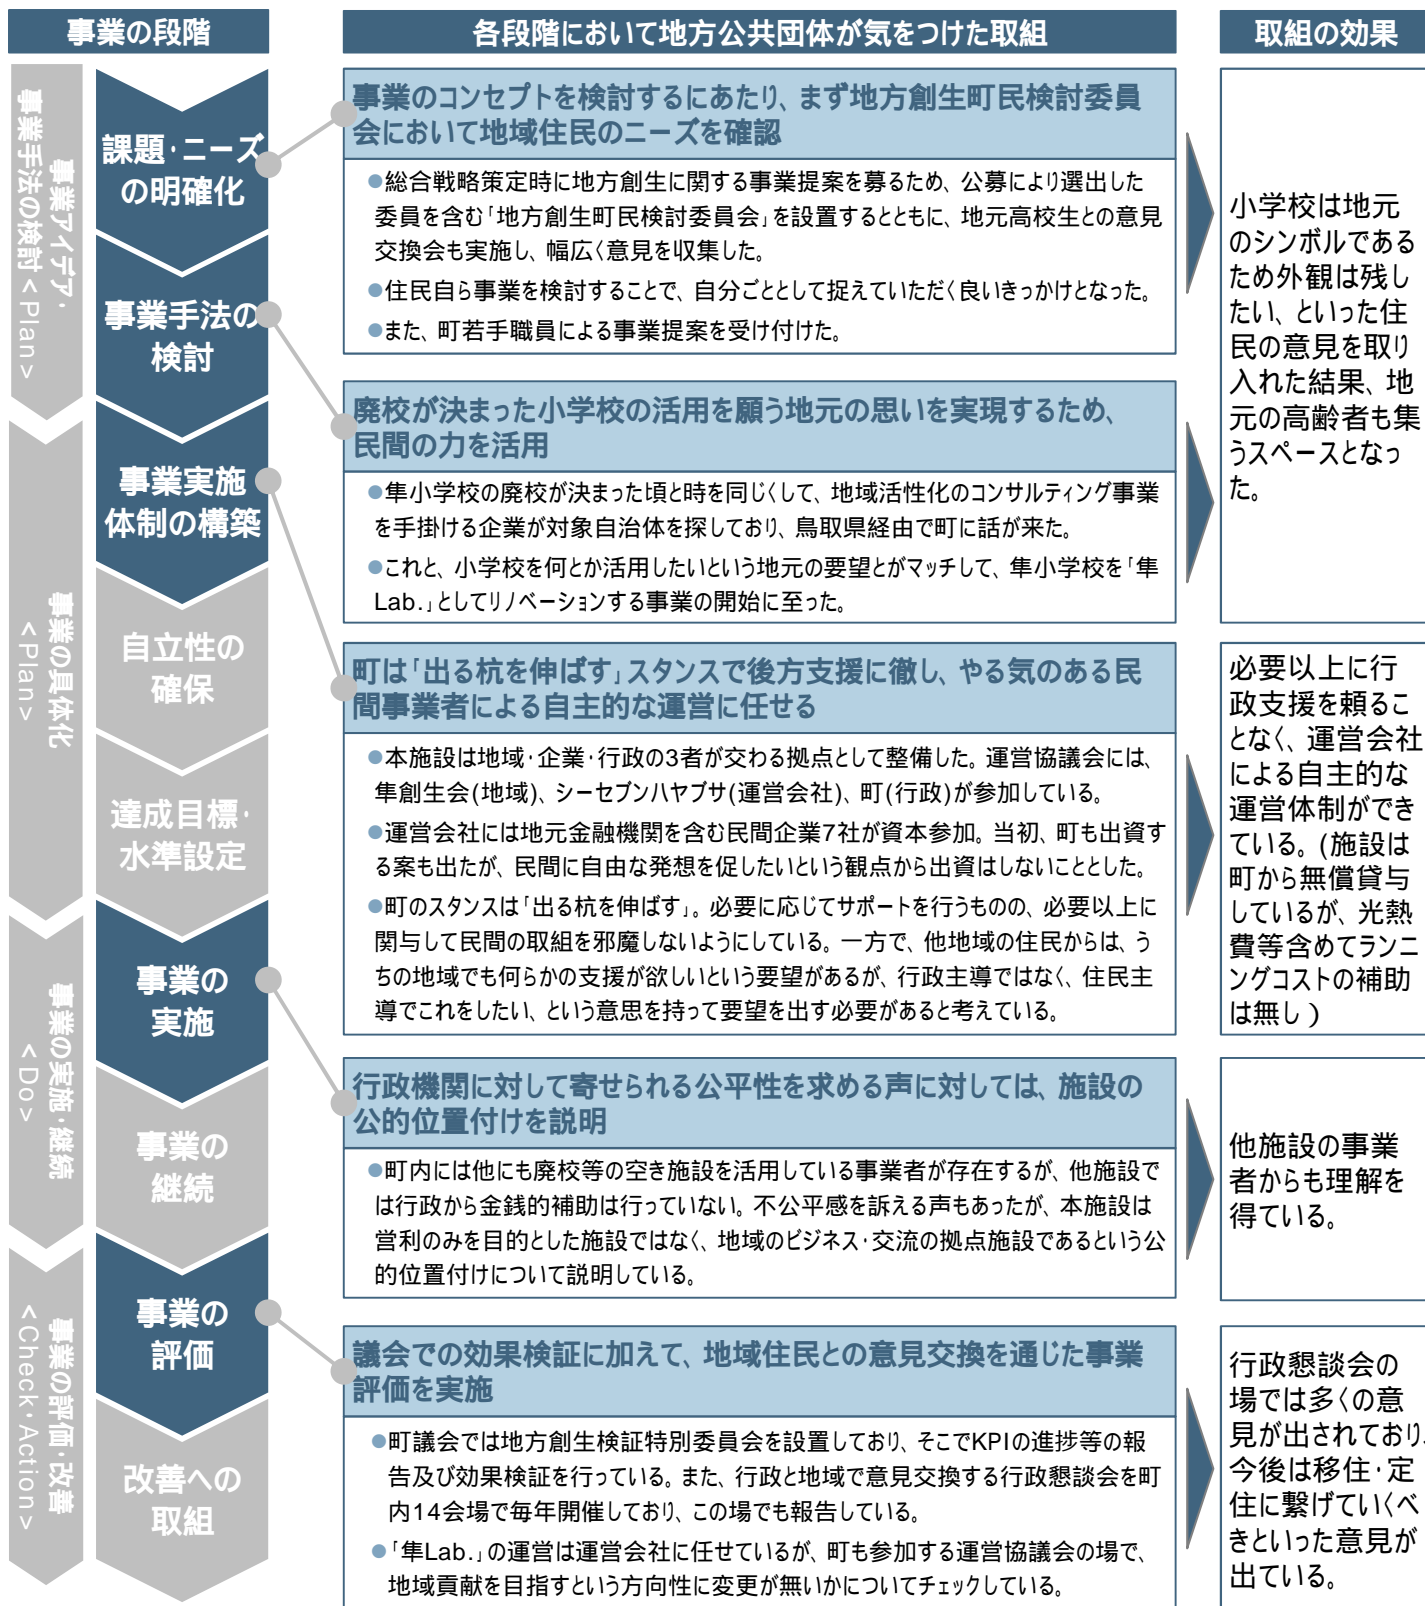 事業の段階
各段階において地方公共団体が気をつけた取組
取組の効果
事業アイデア・
事業手法の検討<Plan>
課題・ニーズ
の明確化
事業手法の
検討
事業の具体化
<Plan>
事業実施
体制の構築
自立性の
確保
達成目標・
水準設定
事業の実施・継続
<Do>
事業の
実施
事業の
継続
事業の評価・改善
<Check・Action>
事業の
評価
改善への
取組
事業のコンセプトを検討するにあたり、まず地方創生町民検討委員
会において地域住民のニーズを確認
●総合戦略策定時に地方創生に関する事業提案を募るため、公募により選出した
委員を含む「地方創生町民検討委員会」を設置するとともに、地元高校生との意見
交換会も実施し、幅広く意見を収集した。
●住民自ら事業を検討することで、自分ごととして捉えていただく良いきっかけとなった。
●また、町若手職員による事業提案を受け付けた。
廃校が決まった小学校の活用を願う地元の思いを実現するため、
民間の力を活用
●隼小学校の廃校が決まった頃と時を同じくして、地域活性化のコンサルティング事業
を手掛ける企業が対象自治体を探しており、鳥取県経由で町に話が来た。
●これと、小学校を何とか活用したいという地元の要望とがマッチして、隼小学校を「隼
Lab.」としてリノベーションする事業の開始に至った。
小学校は地元
のシンボルである
ため外観は残し
たい、といった住
民の意見を取り
入れた結果、地
元の高齢者も集
うスペースとなっ
た。
町は「出る杭を伸ばす」スタンスで後方支援に徹し、やる気のある民
間事業者による自主的な運営に任せる
●本施設は地域・企業・行政の3者が交わる拠点として整備した。運営協議会には、
隼創生会(地域)、シーセブンハヤブサ(運営会社)、町(行政)が参加している。
●運営会社には地元金融機関を含む民間企業7社が資本参加。当初、町も出資す
る案も出たが、民間に自由な発想を促したいという観点から出資はしないこととした。
●町のスタンスは「出る杭を伸ばす」。必要に応じてサポートを行うものの、必要以上に
関与して民間の取組を邪魔しないようにしている。一方で、他地域の住民からは、う
ちの地域でも何らかの支援が欲しいという要望があるが、行政主導ではなく、住民主
導でこれをしたい、という意思を持って要望を出す必要があると考えている。
必要以上に行
政支援を頼るこ
となく、運営会社
による自主的な
運営体制ができ
ている。(施設は
町から無償貸与
しているが、光熱
費等含めてランニ
ングコストの補助
は無し)
行政機関に対して寄せられる公平性を求める声に対しては、施設の
公的位置付けを説明
●町内には他にも廃校等の空き施設を活用している事業者が存在するが、他施設で
は行政から金銭的補助は行っていない。不公平感を訴える声もあったが、本施設は
営利のみを目的とした施設ではなく、地域のビジネス・交流の拠点施設であるという公
的位置付けについて説明している。
他施設の事業
者からも理解を
得ている。
議会での効果検証に加えて、地域住民との意見交換を通じた事業
評価を実施
●町議会では地方創生検証特別委員会を設置しており、そこでKPIの進捗等の報
告及び効果検証を行っている。また、行政と地域で意見交換する行政懇談会を町
内14会場で毎年開催しており、この場でも報告している。
●「隼Lab.」の運営は運営会社に任せているが、町も参加する運営協議会の場で、
地域貢献を目指すという方向性に変更が無いかについてチェックしている。
行政懇談会の
場では多くの意
見が出されており、
今後は移住・定
住に繋げていくべ
きといった意見が
出ている。